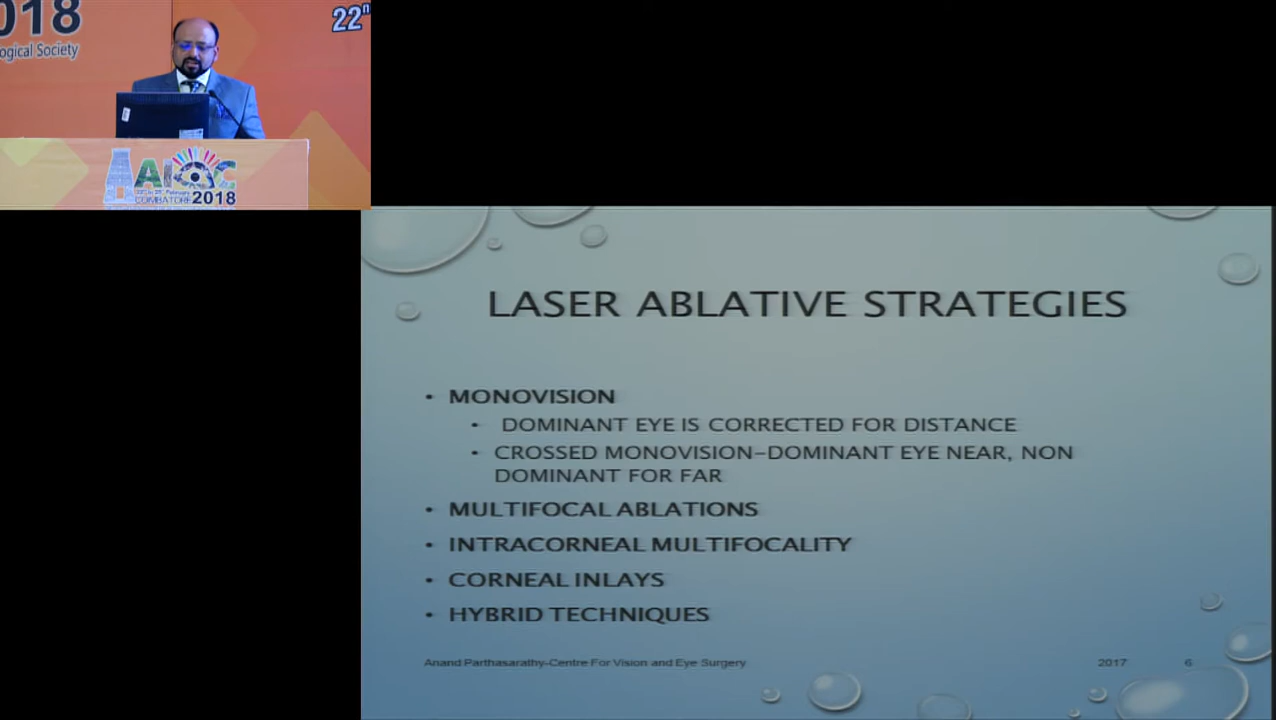 2018
22ⁿ
ogical Society
AIOC
COIMBATORE 2018
LASER ABLATIVE STRATEGIES
• MONOVISION
• DOMINANT EYE IS CORRECTED FOR DISTANCE
• CROSSED MONOVISION-DOMINANT EYE NEAR, NON
DOMINANT FOR FAR
• MULTIFOCAL ABLATIONS
• INTRACORNEAL MULTIFOCALITY
• CORNEAL INLAYS
• HYBRID TECHNIQUES
Anand Parthasarathy-Centre For Vision and Eye Surgery
2017
6